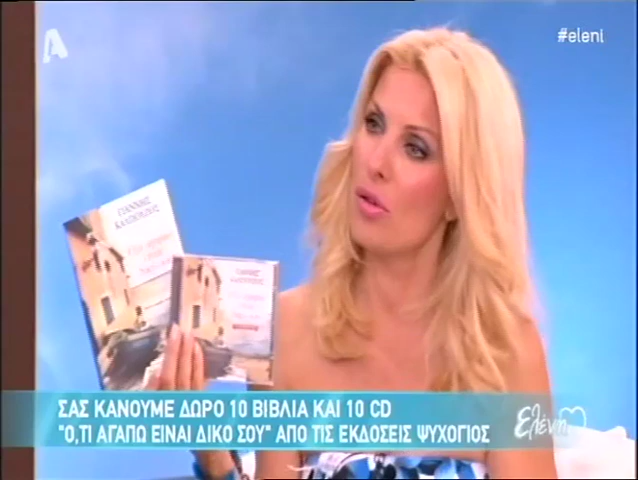 #eleni
ΓΙΑΝΝΗΣ
ΚΑΛΠΟΥΖΟΣ
ΣΑΣ ΚΑΝΟΥΜΕ ΔΩΡΟ 10 ΒΙΒΛΙΑ ΚΑΙ 10 CD
"Ο,ΤΙ ΑΓΑΠΩ ΕΙΝΑΙ ΔΙΚΟ ΣΟΥ" ΑΠΟ ΤΙΣ ΕΚΔΟΣΕΙΣ ΨΥΧΟΓΙΟΣ
Ελένη